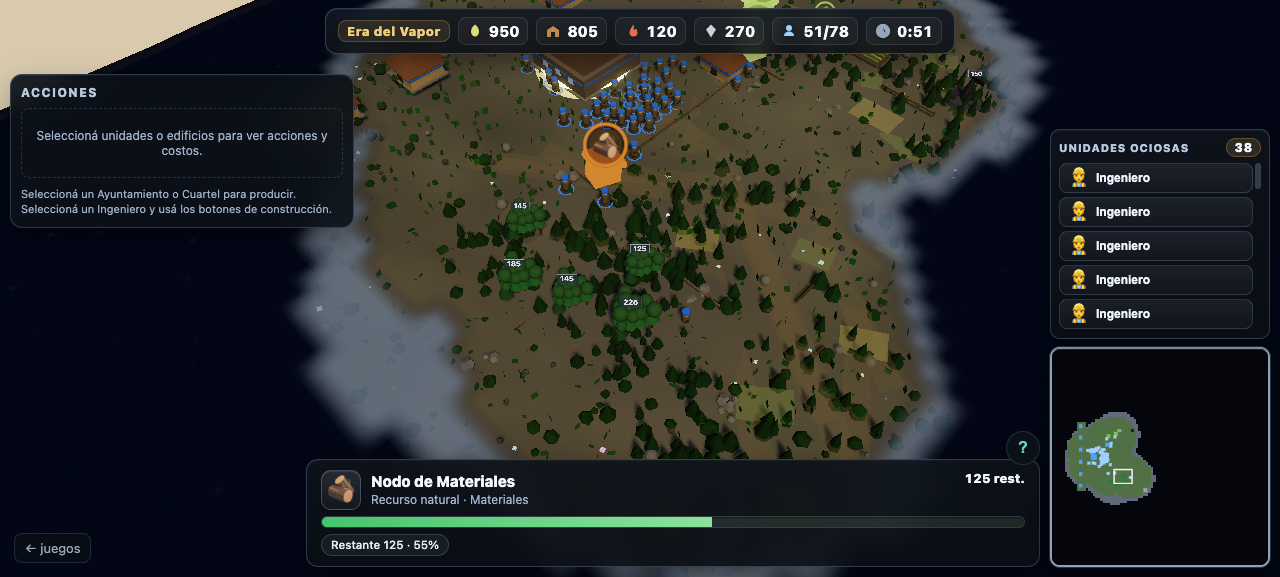 Era del Vapor 950 805 120 270 51/78 0:51
ACCIONES
Seleccioná unidades o edificios para ver acciones y
costos.
Seleccioná un Ayuntamiento o Cuartel para producir.
Seleccioná un Ingeniero y usá los botones de construcción.
150
145
125
185
145
226
UNIDADES OCIOSAS 38
Ingeniero
Ingeniero
Ingeniero
Ingeniero
Ingeniero
?
Nodo de Materiales 125 rest.
Recurso natural · Materiales
Restante 125 · 55%
← juegos